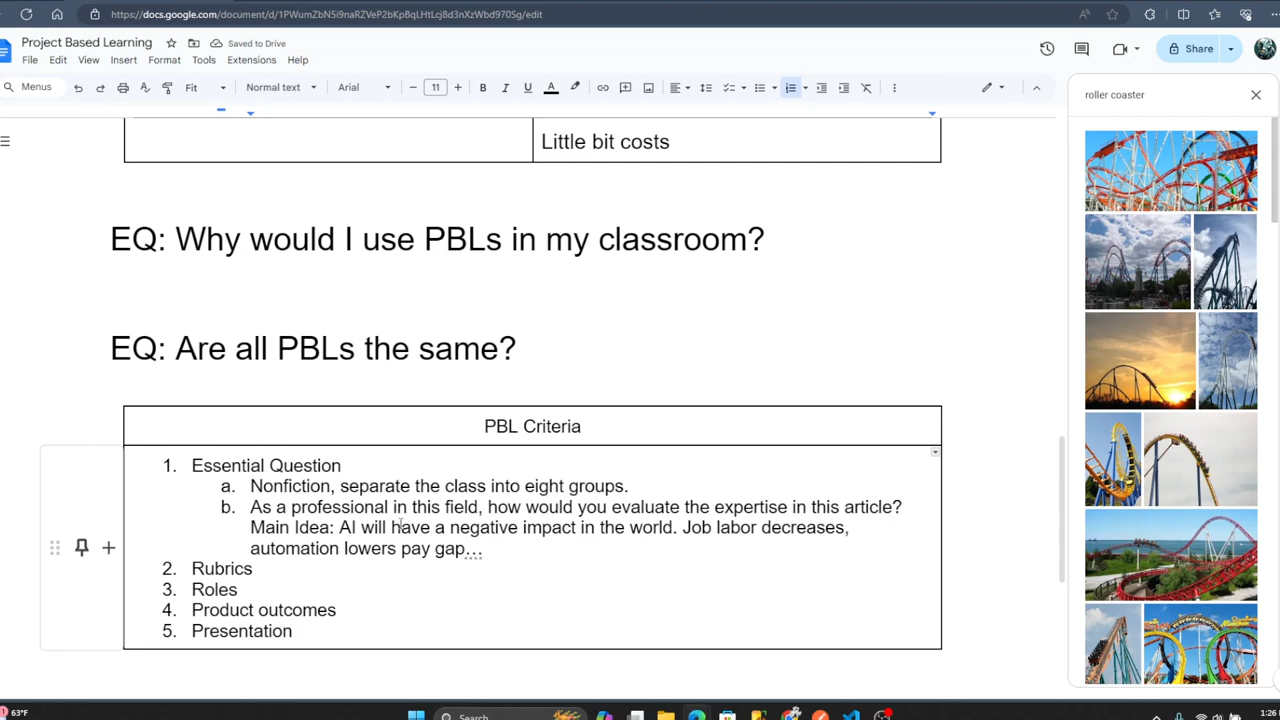 https://docs.google.com/document/d/1PWumZbN5i9naRZVeP2bKpBqLHtLcj8d3nXzWbd970Sg/edit
Project Based Learning
Saved to Drive
File Edit View Insert Format Tools Extensions Help
Share
Menus
Fit
Normal text
Arial
11
roller coaster
Little bit costs
EQ: Why would I use PBLs in my classroom?
EQ: Are all PBLs the same?
PBL Criteria
1. Essential Question
a. Nonfiction, separate the class into eight groups.
b. As a professional in this field, how would you evaluate the expertise in this article?
Main Idea: AI will have a negative impact in the world. Job labor decreases,
automation lowers pay gap...
2. Rubrics
3. Roles
4. Product outcomes
5. Presentation
63°F
Search
1:26